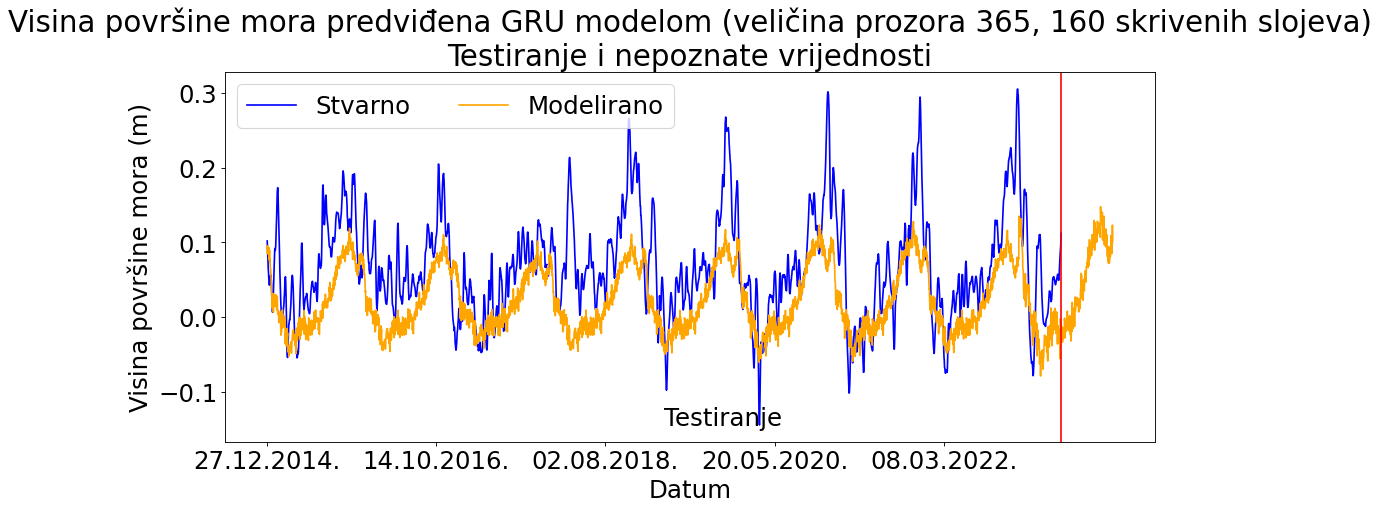 Visina površine mora predviđena GRU modelom (veličina prozora 365, 160 skrivenih slojeva)
Testiranje i nepoznate vrijednosti
Stvarno
Modelirano
Visina površine mora (m)
0.3
0.2
0.1
0.0
−0.1
Testiranje
27.12.2014.
14.10.2016.
02.08.2018.
20.05.2020.
08.03.2022.
Datum